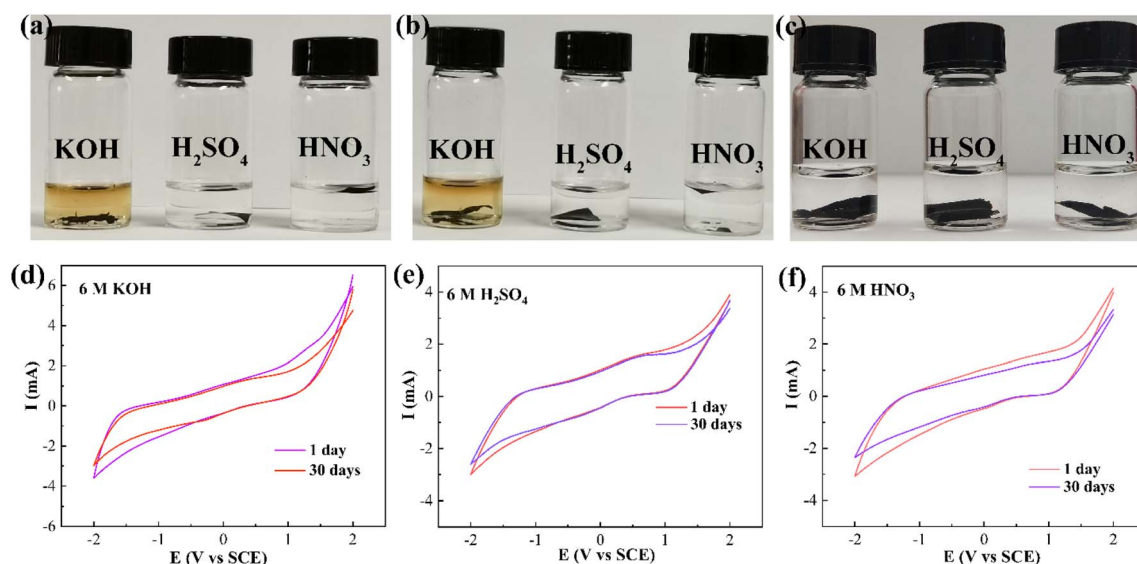 (a)
KOH
H₂SO₄
HNO₃
(b)
KOH
H₂SO₄
HNO₃
(c)
KOH
H₂SO₄
HNO₃
(d)
6 M KOH
I (mA)
6
4
2
0
-2
-4
-6
1 day
30 days
-2
-1
0
1
2
E (V vs SCE)
(e)
6 M H₂SO₄
I (mA)
4
2
0
-2
-4
1 day
30 days
-2
-1
0
1
2
E (V vs SCE)
(f)
6 M HNO₃
I (mA)
4
2
0
-2
-4
1 day
30 days
-2
-1
0
1
2
E (V vs SCE)